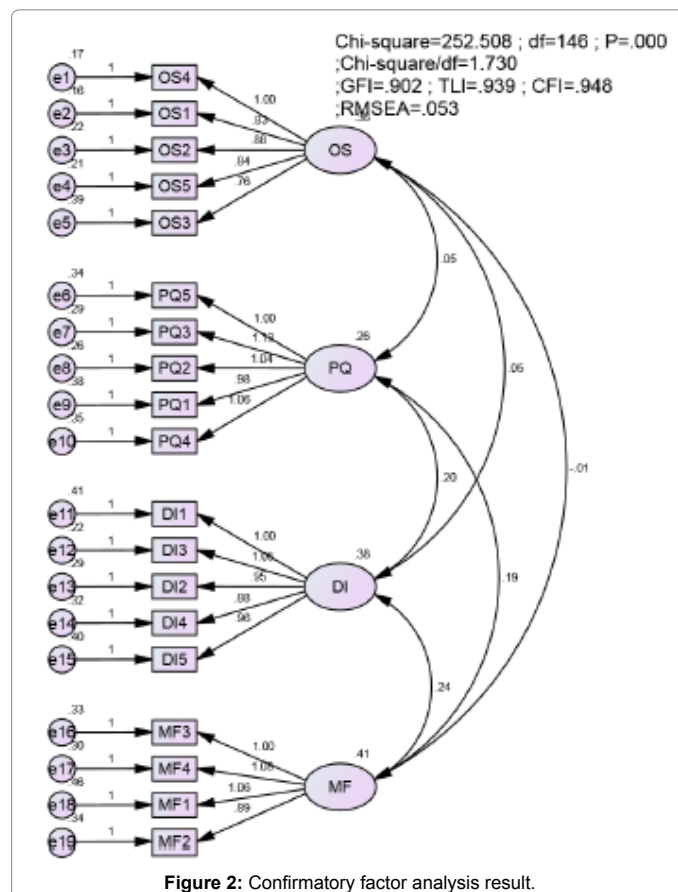 Chi-square=252.508 ; df=146 ; P=.000
;Chi-square/df=1.730
;GFI=.902 ; TLI=.939 ; CFI=.948
;RMSEA=.053
.17
e1 1 OS4 1.00
.16
e2 1 OS1 .83
.22
e3 1 OS2 .88 OS
.21
e4 1 OS5 .84
.39
e5 1 OS3 .76
.05
.34
e6 1 PQ5 1.00
.29
e7 1 PQ3 1.13 .26
.26
e8 1 PQ2 1.04 PQ
.38
e9 1 PQ1 .98
.35
e10 1 PQ4 1.06
.05
-.01
.20
.41
e11 1 DI1 1.00
.22
e12 1 DI3 .38
.29
e13 1 DI2 .95 DI
.32
e14 1 DI4 .88
.40
e15 1 DI5 .96
.19
.24
.33
e16 1 MF3 1.00
.30
e17 1 MF4 .41
.46
e18 1 MF1 1.06 MF
.34
e19 1 MF2 .89
Figure 2: Confirmatory factor analysis result.